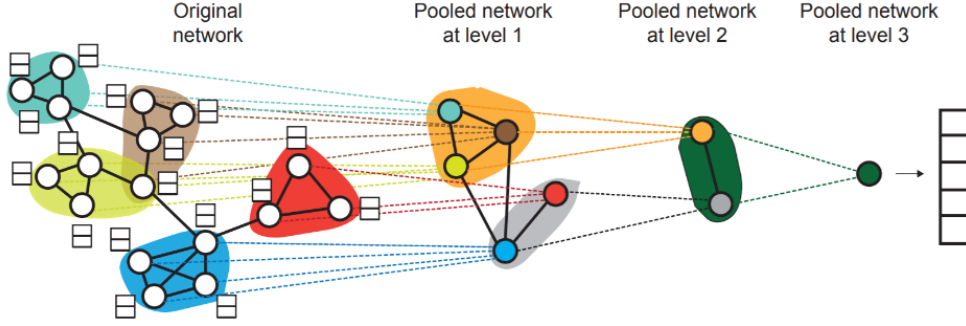 Original
network
Pooled network
at level 1
Pooled network
at level 2
Pooled network
at level 3